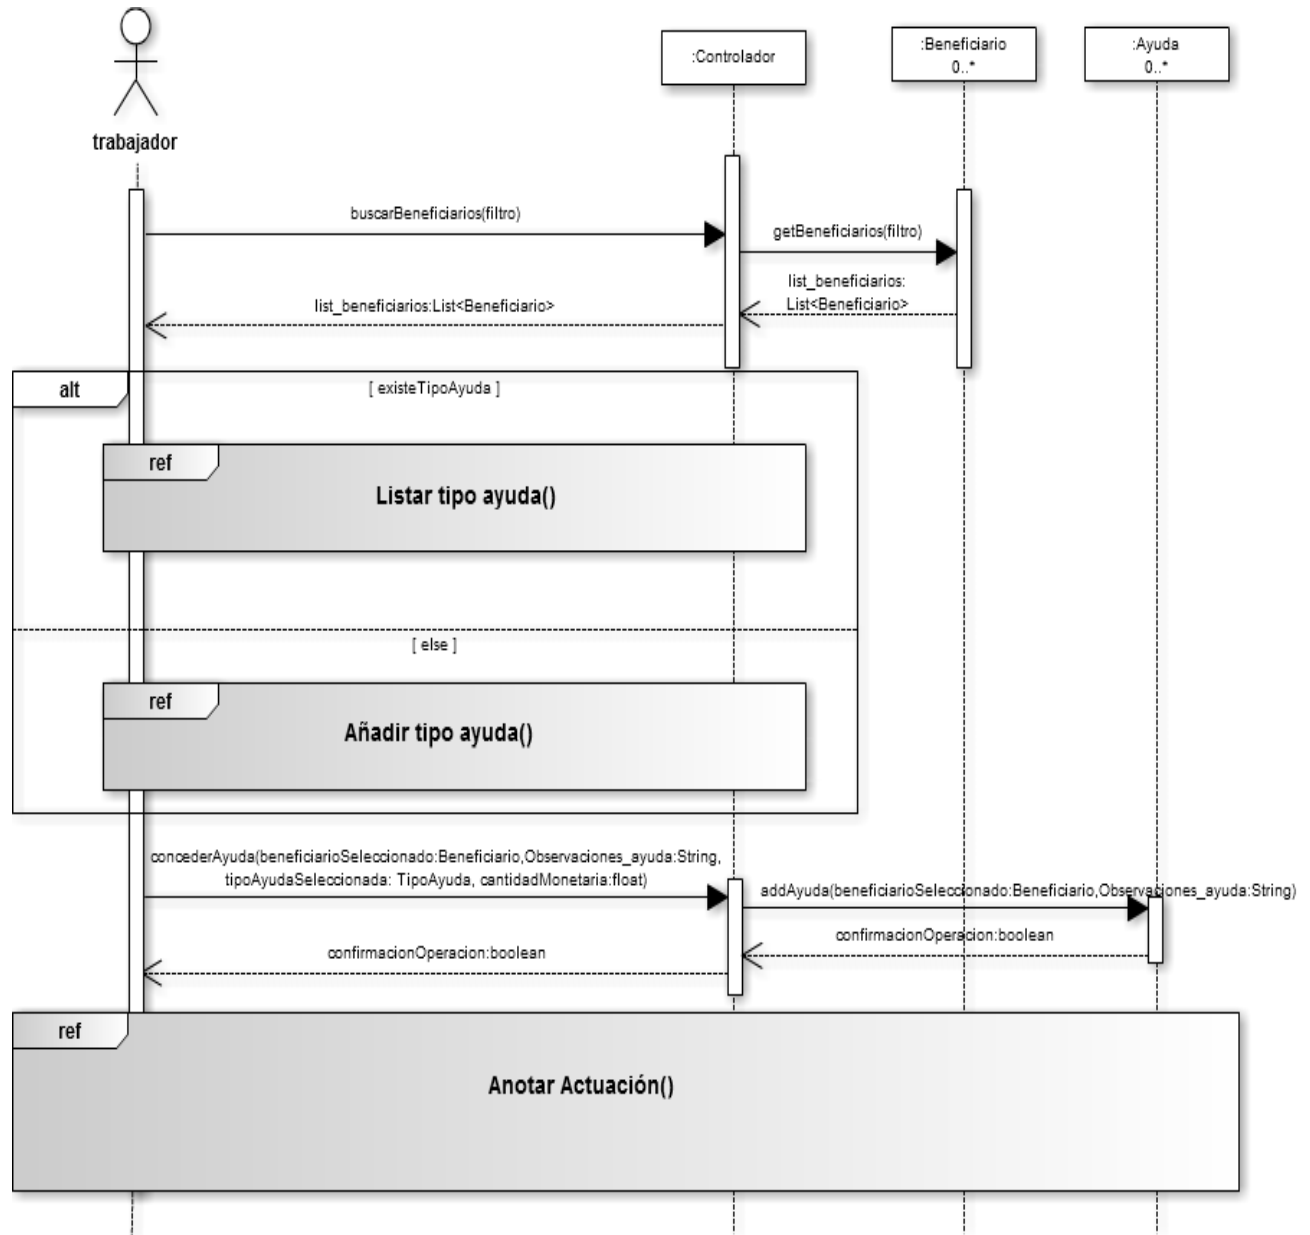 trabajador
:Controlador
:Beneficiario
0..*
:Ayuda
0..*
buscarBeneficiarios(filtro)
getBeneficiarios(filtro)
list_beneficiarios:
List<Beneficiario>
list_beneficiarios:List<Beneficiario>
alt
[ existeTipoAyuda ]
ref
Listar tipo ayuda()
[ else ]
ref
Añadir tipo ayuda()
concederAyuda(beneficiarioSeleccionado:Beneficiario,Observaciones_ayuda:String,
tipoAyudaSeleccionada: TipoAyuda, cantidadMonetaria:float)
addAyuda(beneficiarioSeleccionado:Beneficiario,Observaciones_ayuda:String)
confirmacionOperacion:boolean
confirmacionOperacion:boolean
ref
Anotar Actuación()